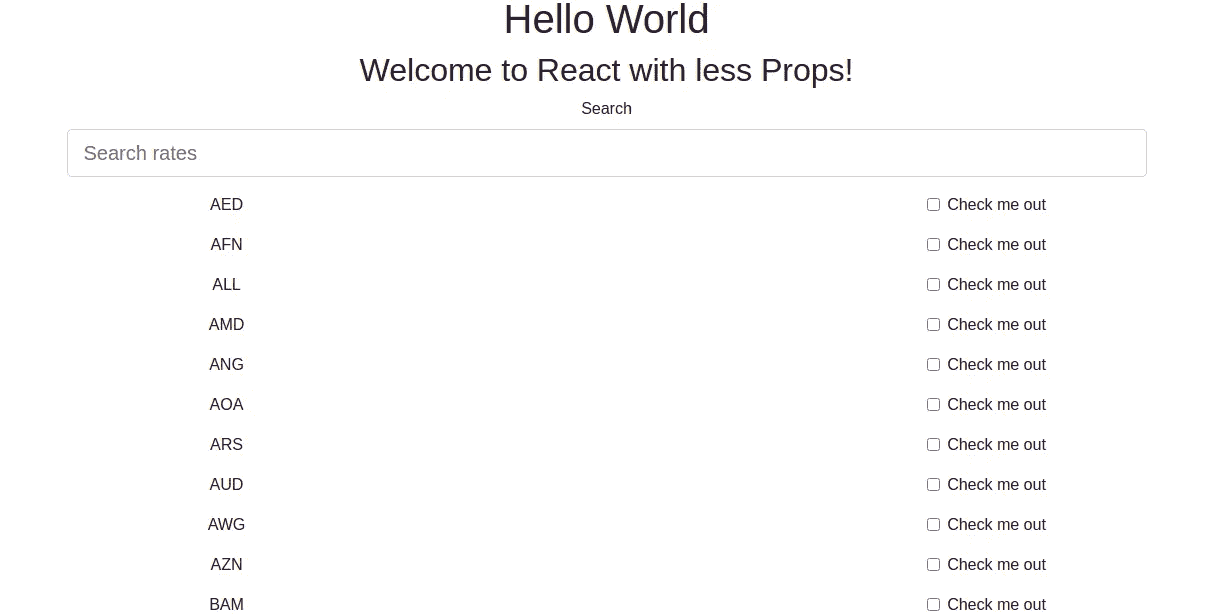 Hello World
Welcome to React with less Props!
Search
Search rates
AED Check me out
AFN Check me out
ALL Check me out
AMD Check me out
ANG Check me out
AOA Check me out
ARS Check me out
AUD Check me out
AWG Check me out
AZN Check me out
BAM Check me out